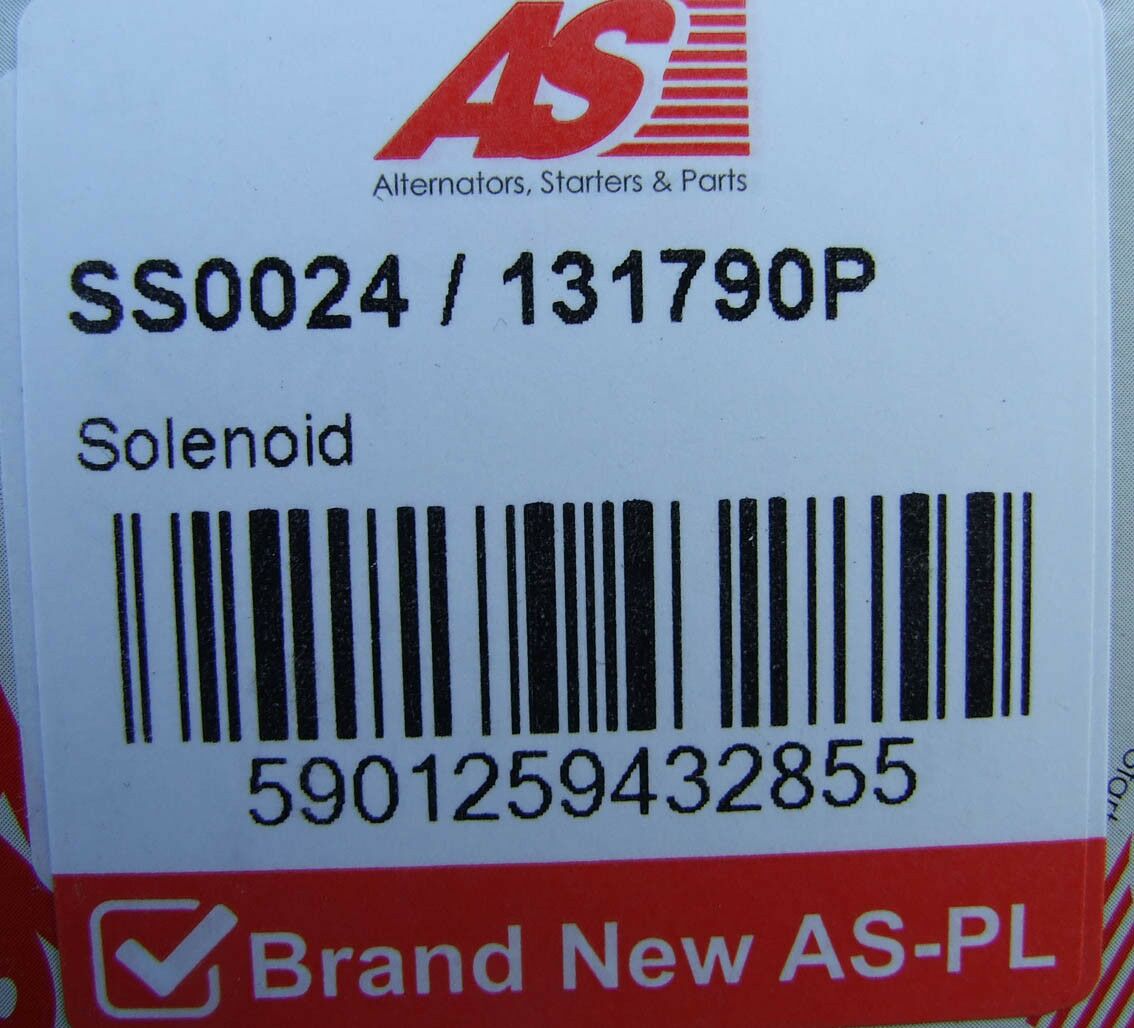 AS
Alternators, Starters & Parts
SS0024 / 131790P
Solenoid
5901259432855
Brand New AS-PL